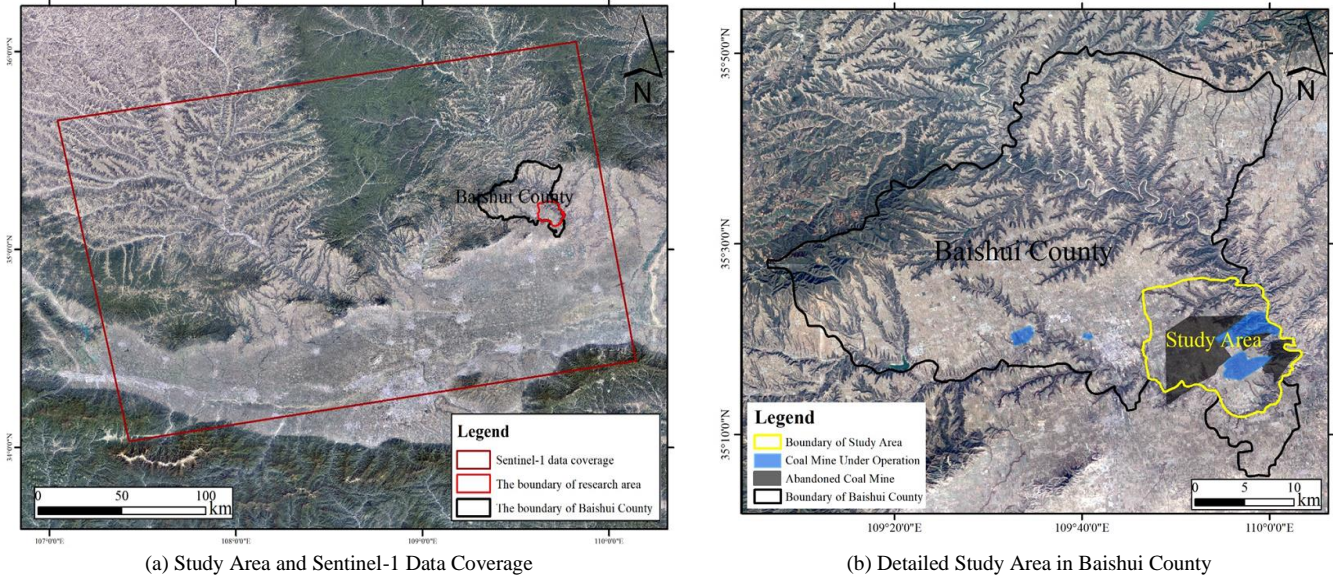 36°0'0"N
35°0'0"N
34°0'0"N
N
Baishui County
Legend
Sentinel-1 data coverage
The boundary of research area
The boundary of Baishui County
0 50 100
km
107°0'0"E 108°0'0"E 109°0'0"E 110°0'0"E
(a) Study Area and Sentinel-1 Data Coverage
35°50'0"N
35°30'0"N
35°10'0"N
N
Baishui County
Study Area
Legend
Boundary of Study Area
Coal Mine Under Operation
Abandoned Coal Mine
Boundary of Baishui County
0 5 10
km
109°20'0"E 109°40'0"E 110°0'0"E
(b) Detailed Study Area in Baishui County